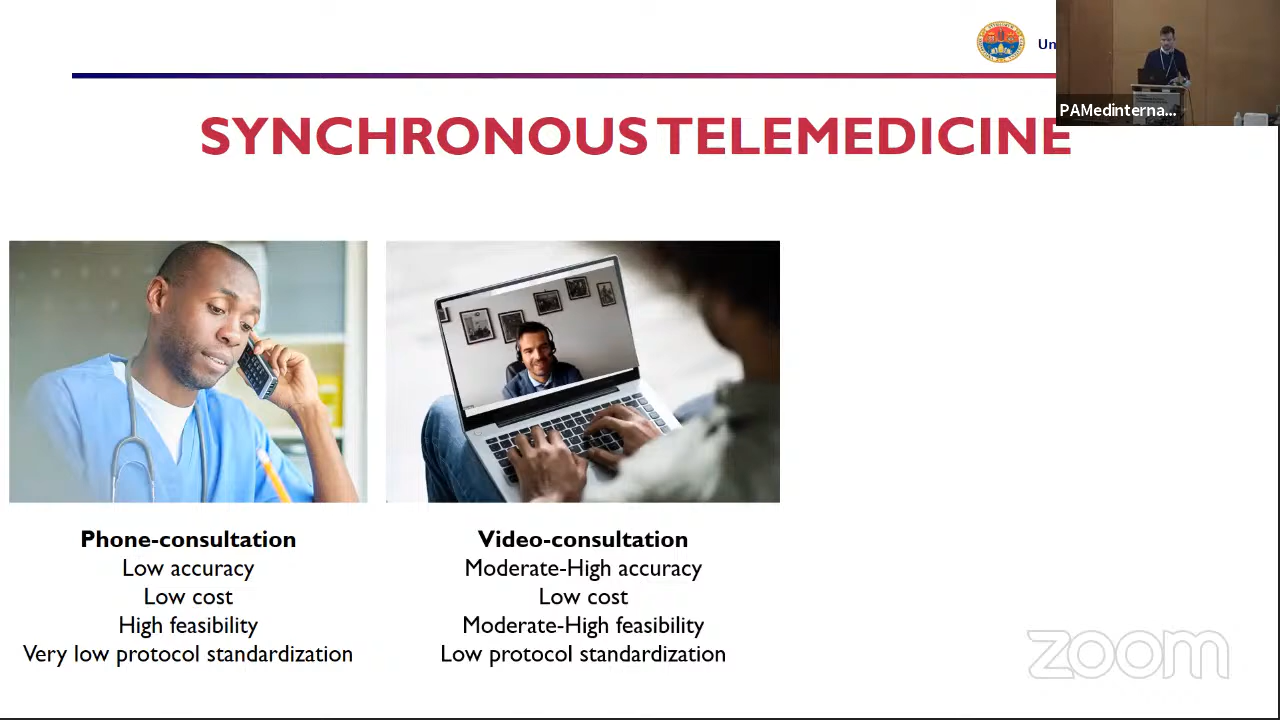 Un
PAMedinterna...
SYNCHRONOUS TELEMEDICINE
Phone-consultation
Low accuracy
Low cost
High feasibility
Very low protocol standardization
Video-consultation
Moderate-High accuracy
Low cost
Moderate-High feasibility
Low protocol standardization
zoom